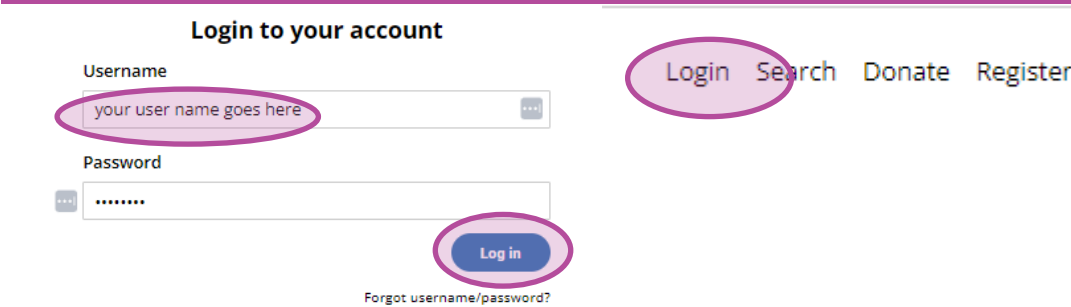 Login to your account
Username
your user name goes here
Password
••••••••
Log in
Forgot username/password?
Login Search Donate Register